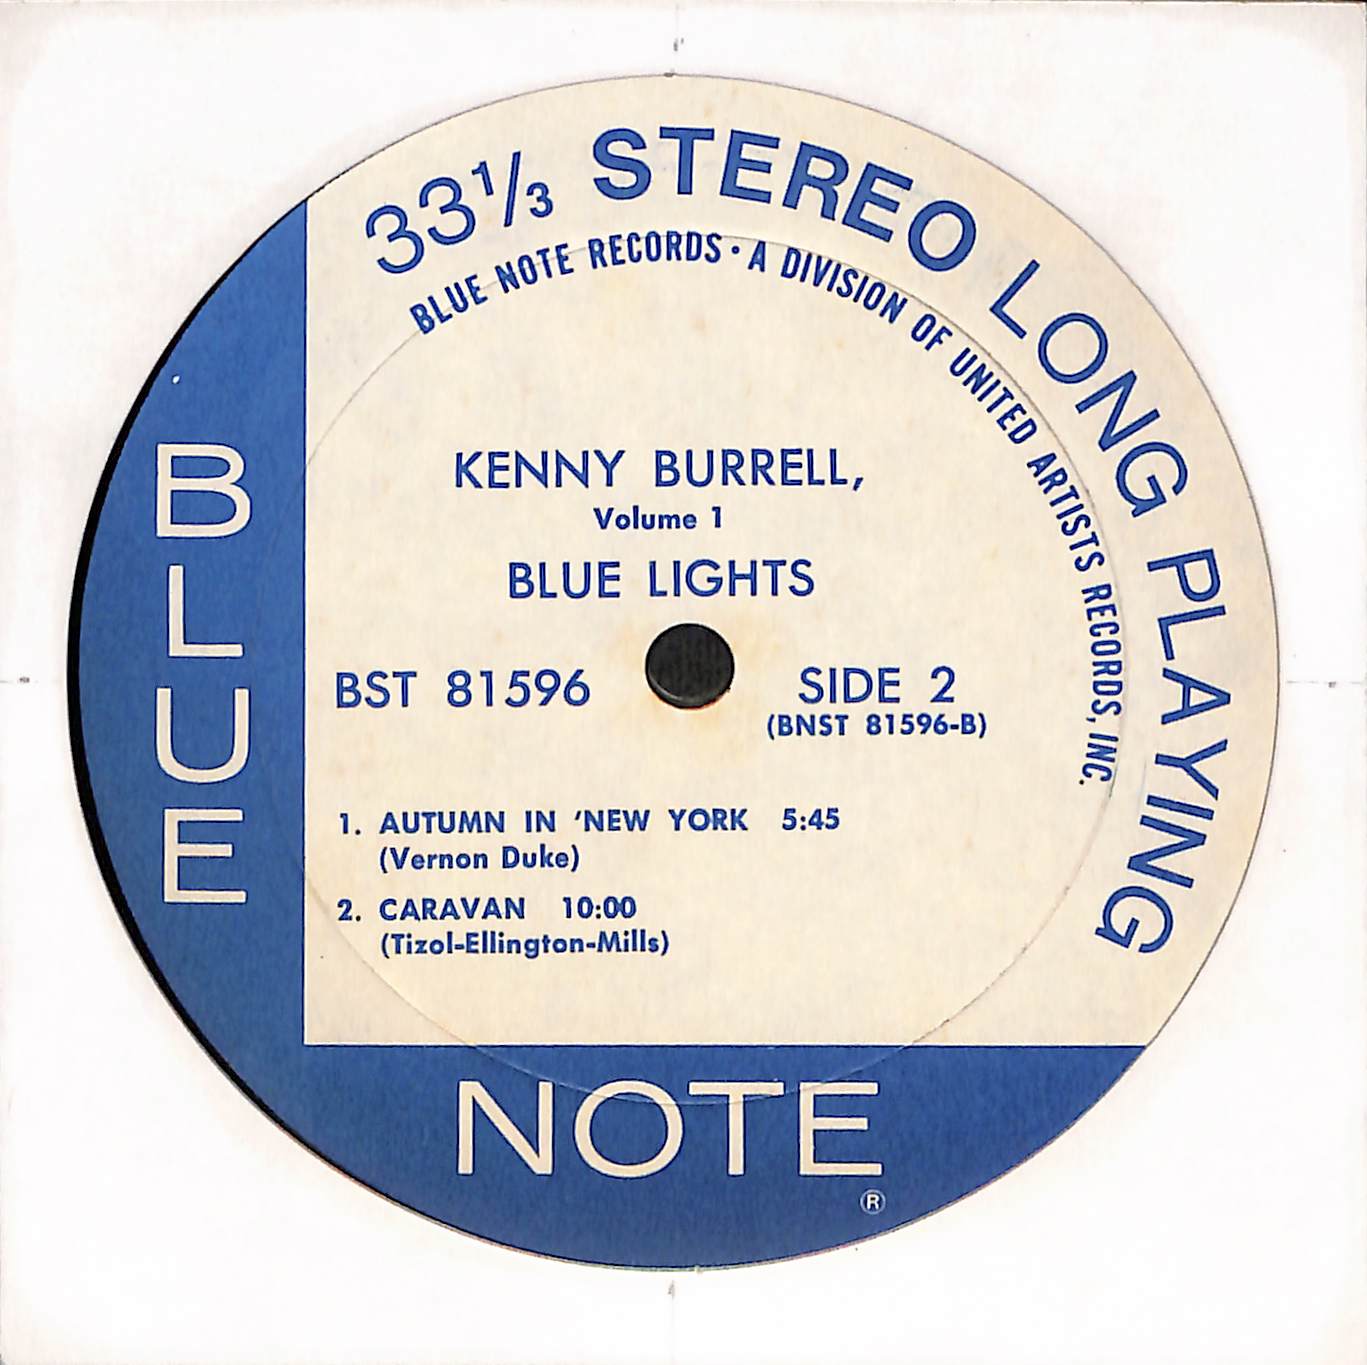 33⅓ STEREO LONG PLAYING
BLUE NOTE RECORDS · A DIVISION OF UNITED ARTISTS RECORDS, INC.
KENNY BURRELL,
Volume 1
BLUE LIGHTS
BST 81596
SIDE 2
(BNST 81596-B)
1. AUTUMN IN 'NEW YORK 5:45
(Vernon Duke)
2. CARAVAN 10:00
(Tizol-Ellington-Mills)
BLUE
NOTE
®